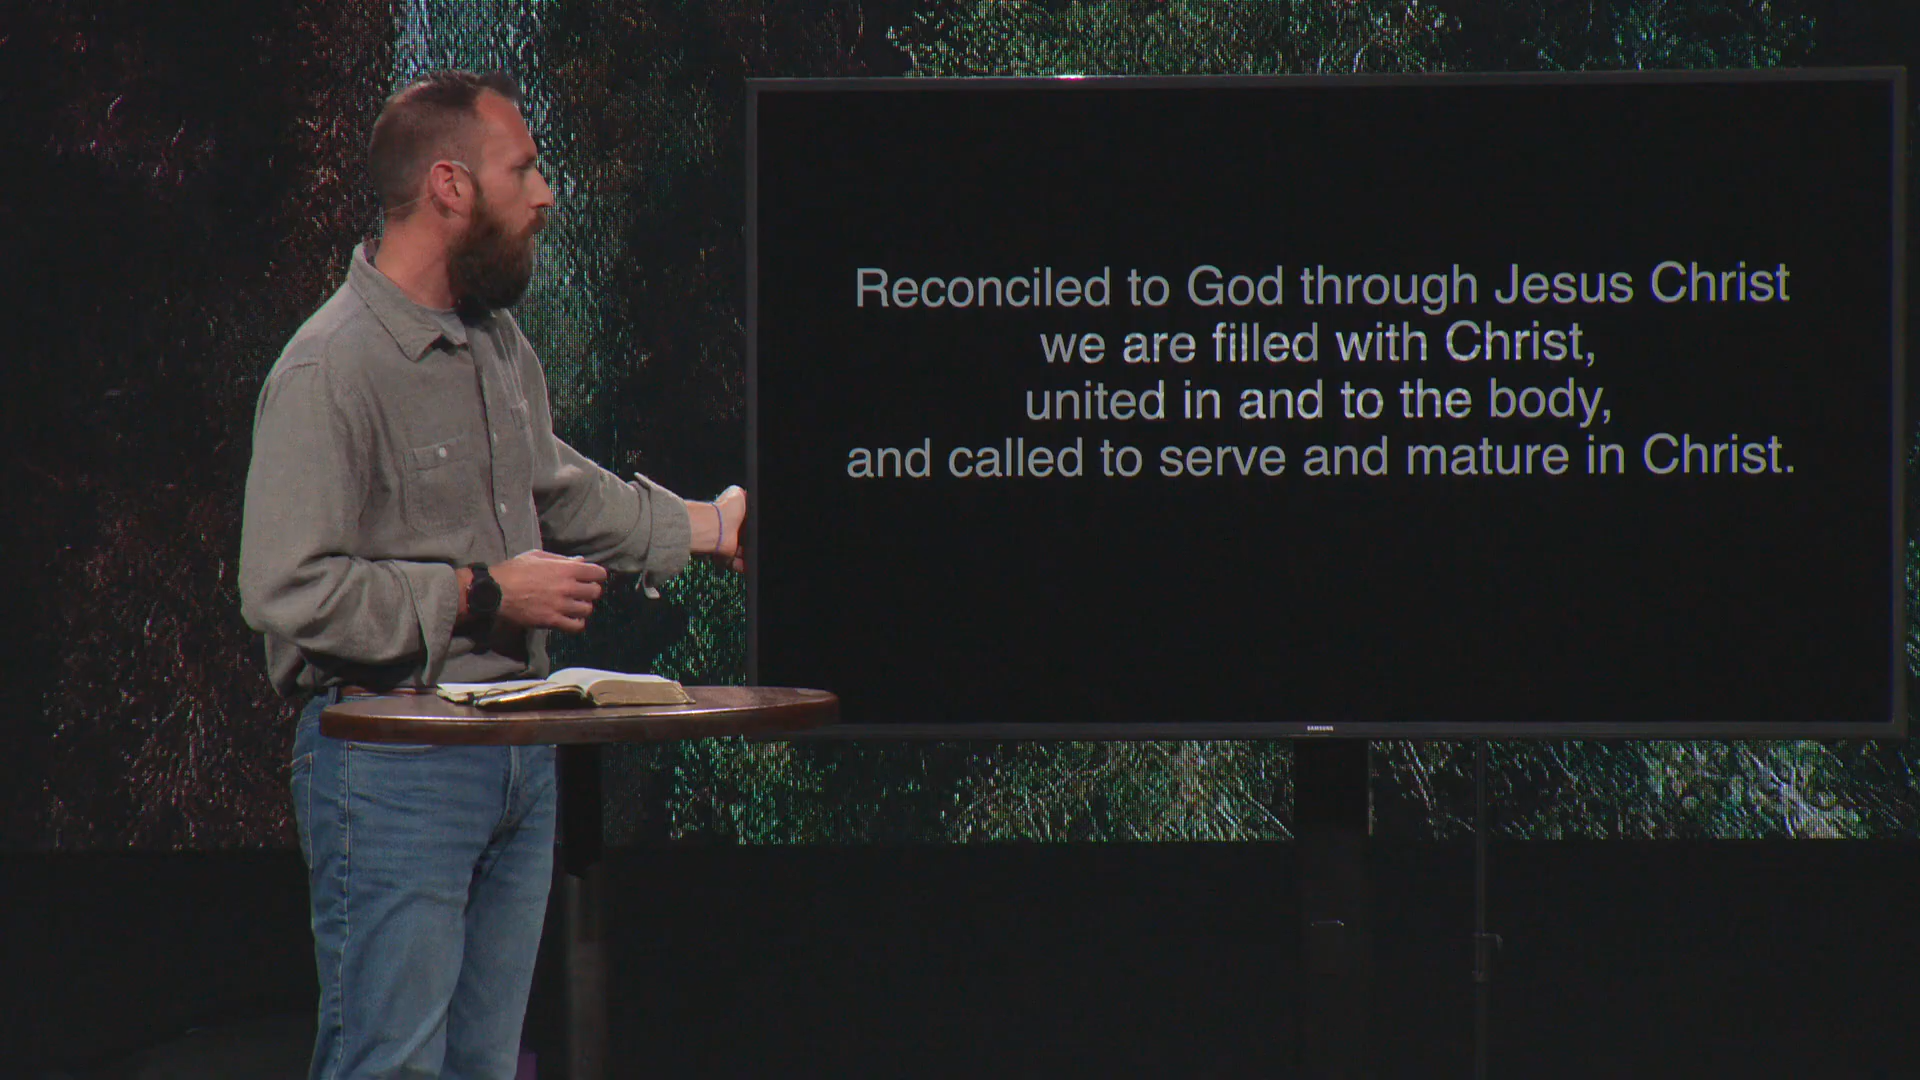 Reconciled to God through Jesus Christ
we are filled with Christ,
united in and to the body,
and called to serve and mature in Christ.
SAMSUNG